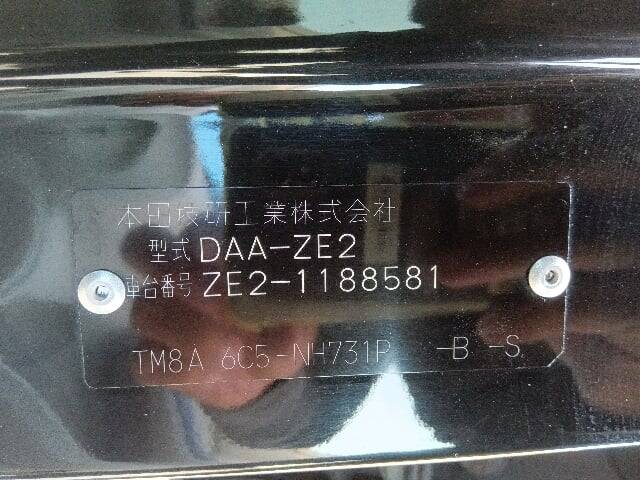 本田技研工業株式会社
型式 DAA-ZE2
車台番号 ZE2-1188581
TM8A 6C5-NH731P -B -S